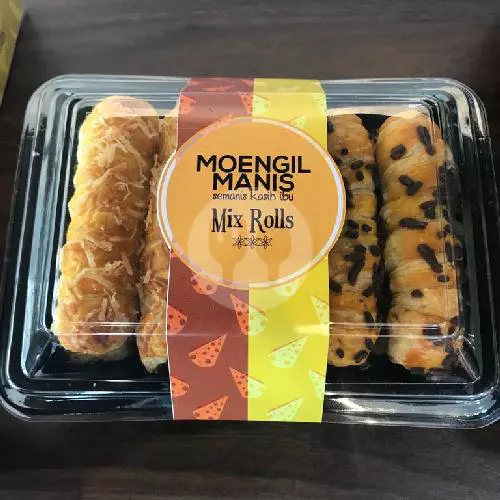 MOENGIL
MANIS
semanis kasih ibu
Mix Rolls